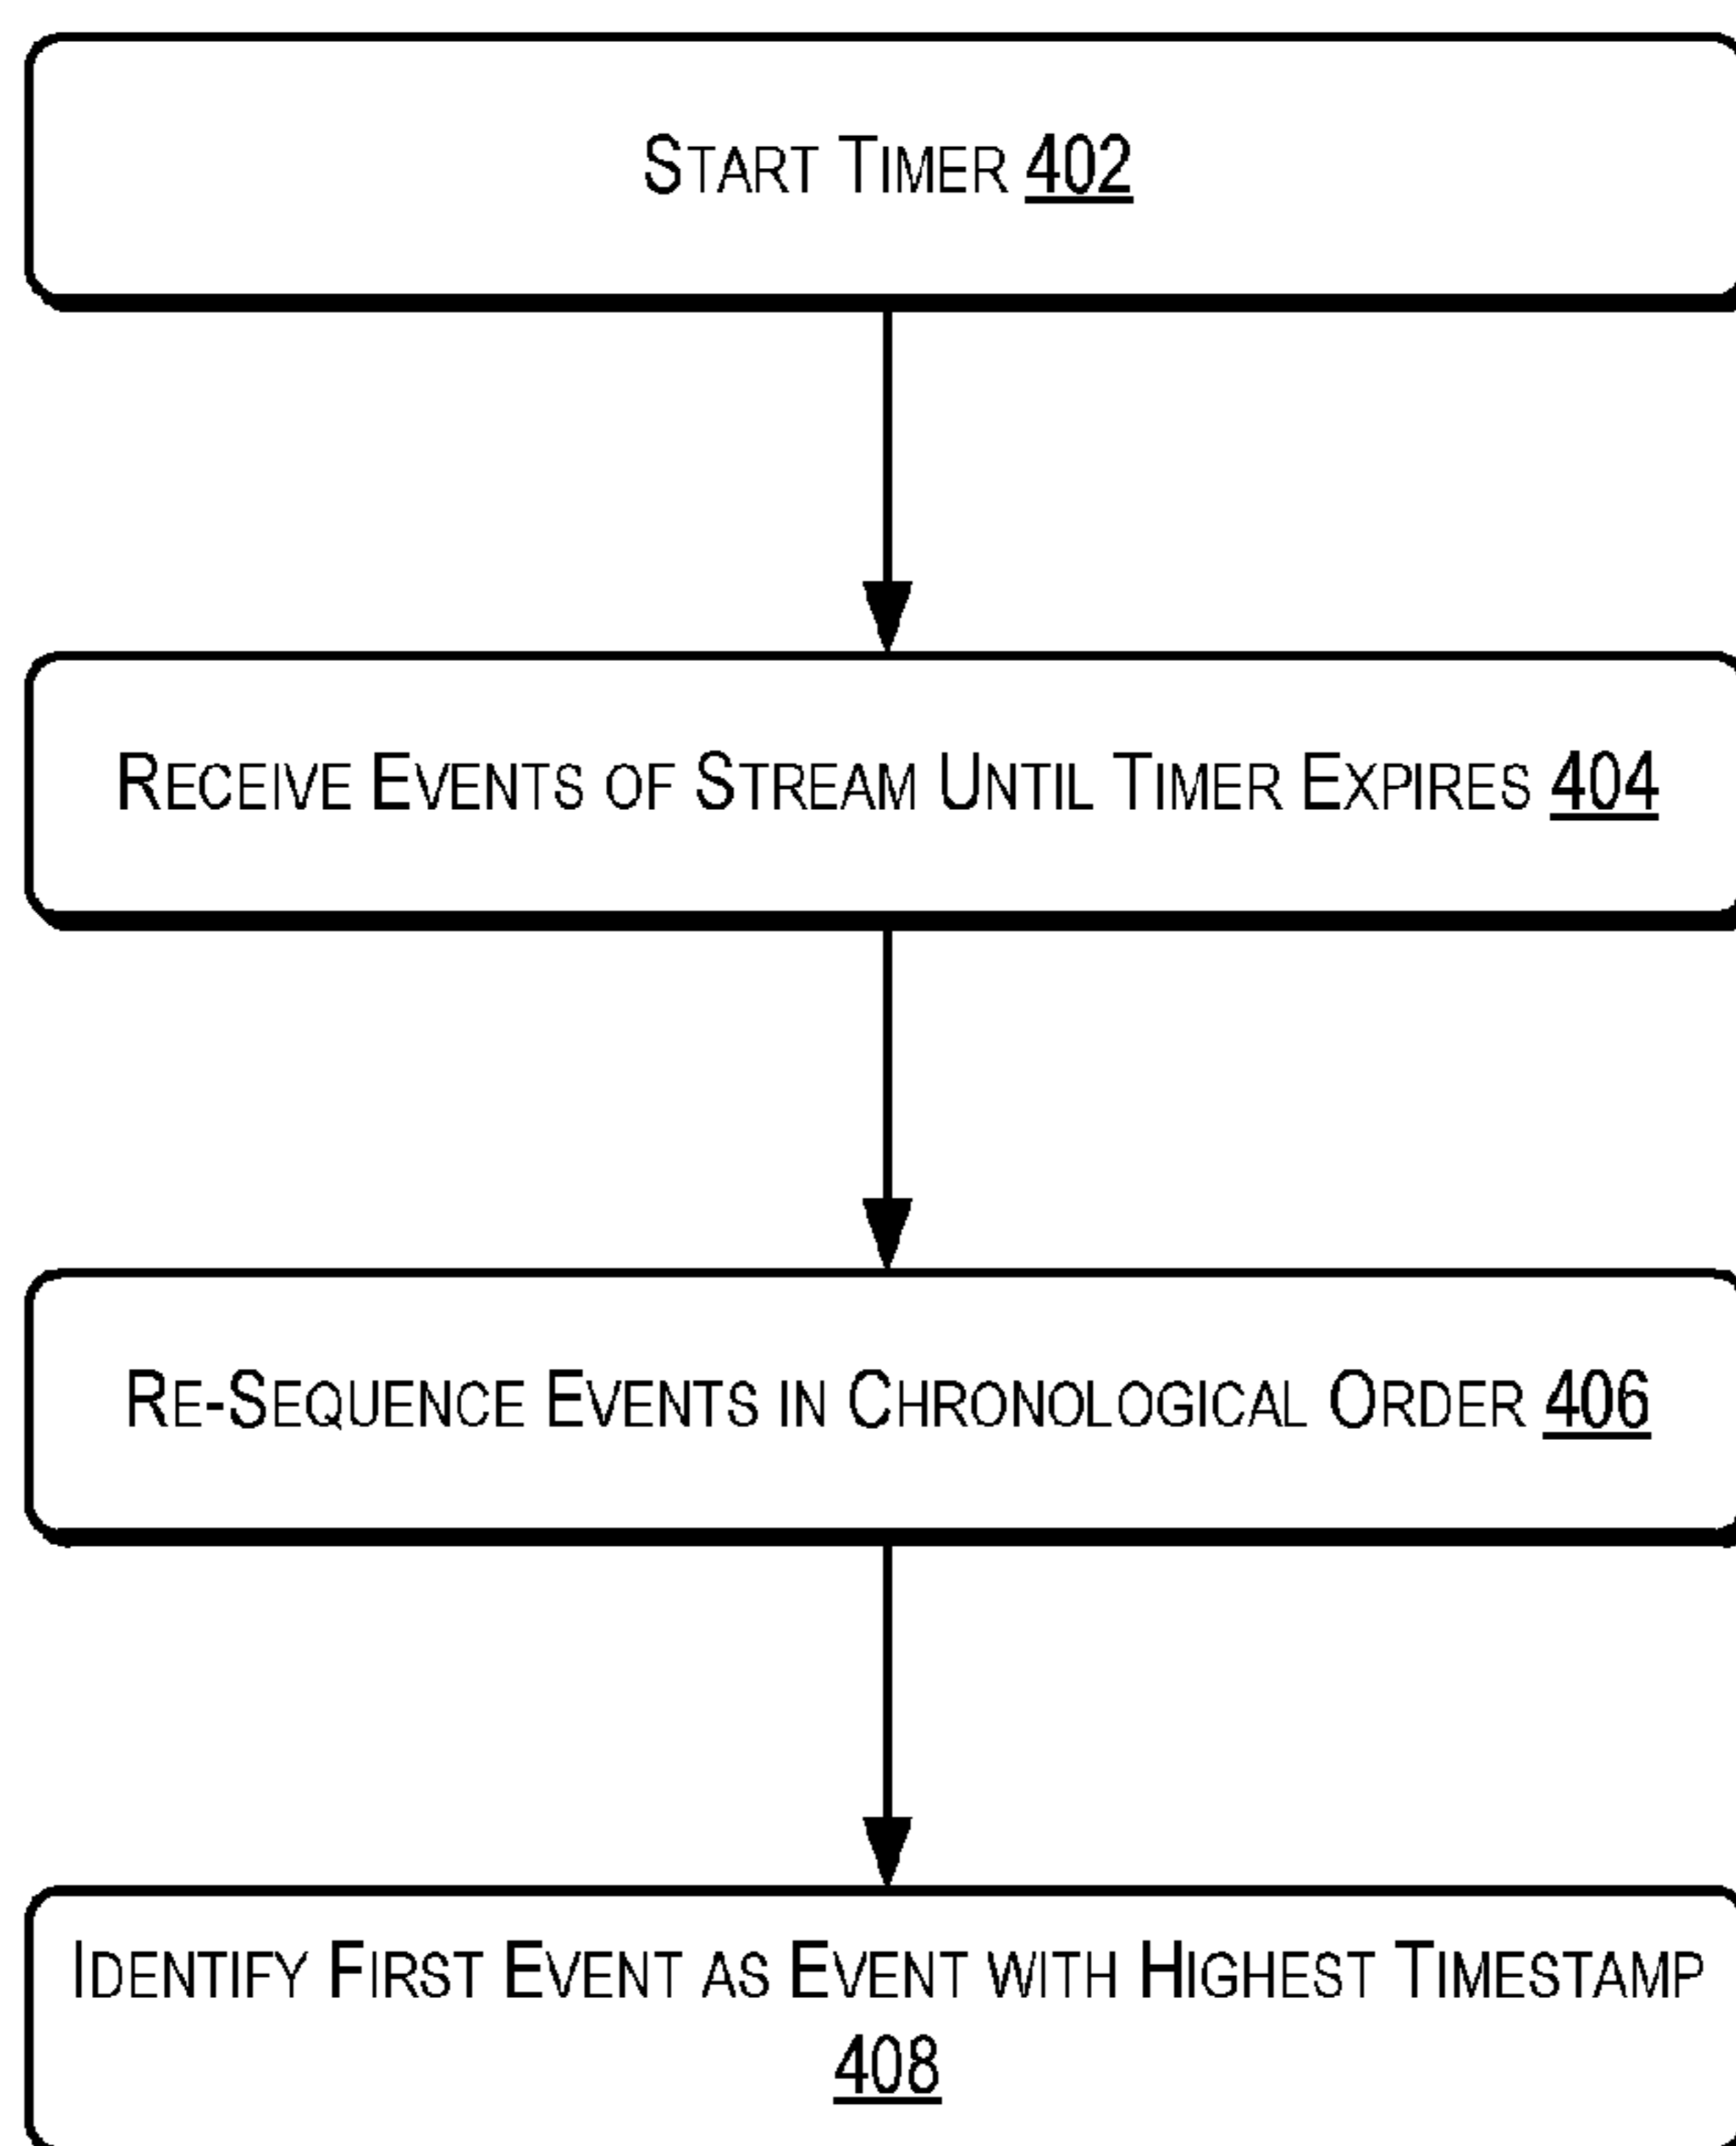 START TIMER 402
RECEIVE EVENTS OF STREAM UNTIL TIMER EXPIRES 404
RE-SEQUENCE EVENTS IN CHRONOLOGICAL ORDER 406
IDENTIFY FIRST EVENT AS EVENT WITH HIGHEST TIMESTAMP
408